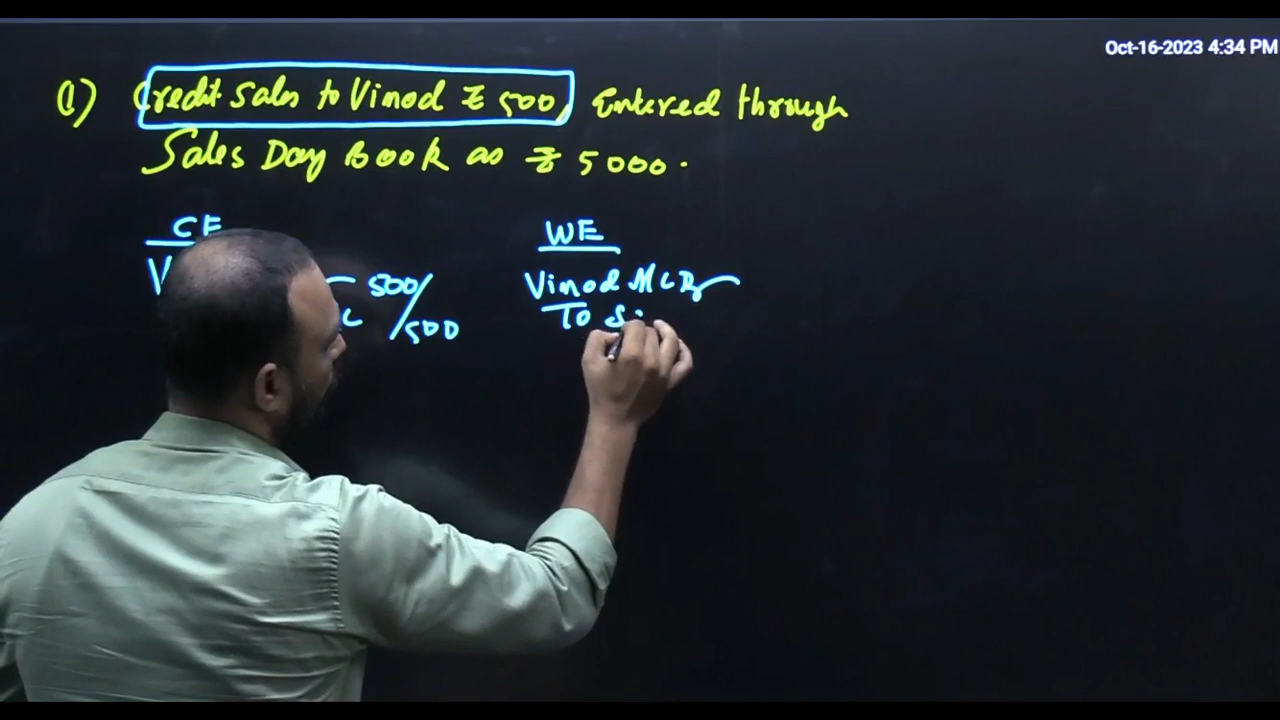 Oct-16-2023 4:34 PM
(1) Credit Sales to Vinod ₹ 500, Entered through
Sales Day Book as ₹ 5000.
CE
WE
500/
/500
Vinod A/c Dr
To S